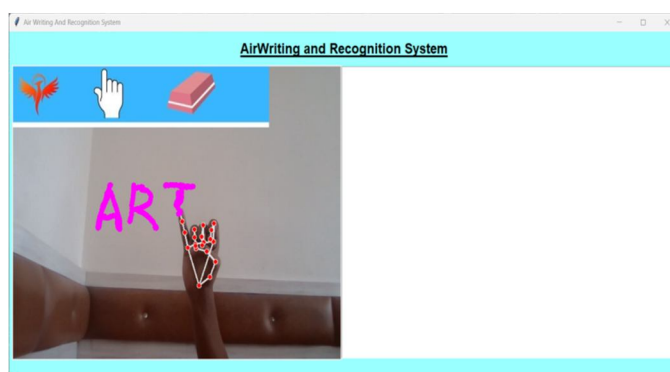 Air Writing And Recognition System
AirWriting and Recognition System
ART